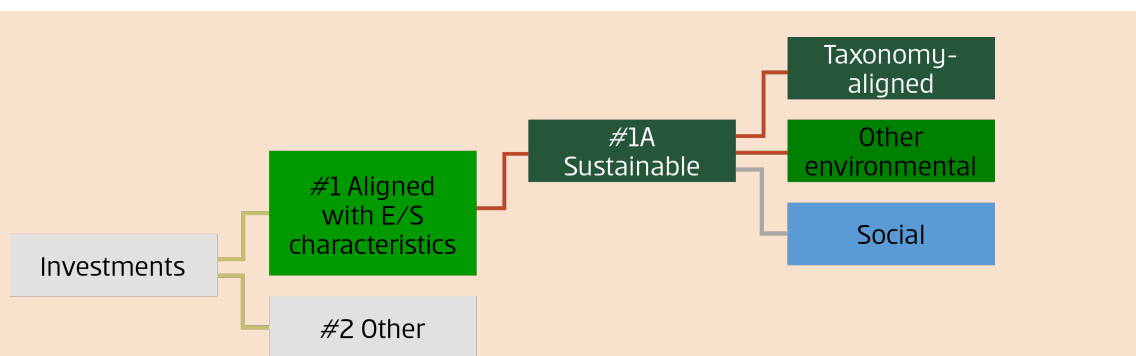 Taxonomy-
aligned
#1A
Sustainable
Other
environmental
#1 Aligned
with E/S
characteristics
Social
Investments
#2 Other